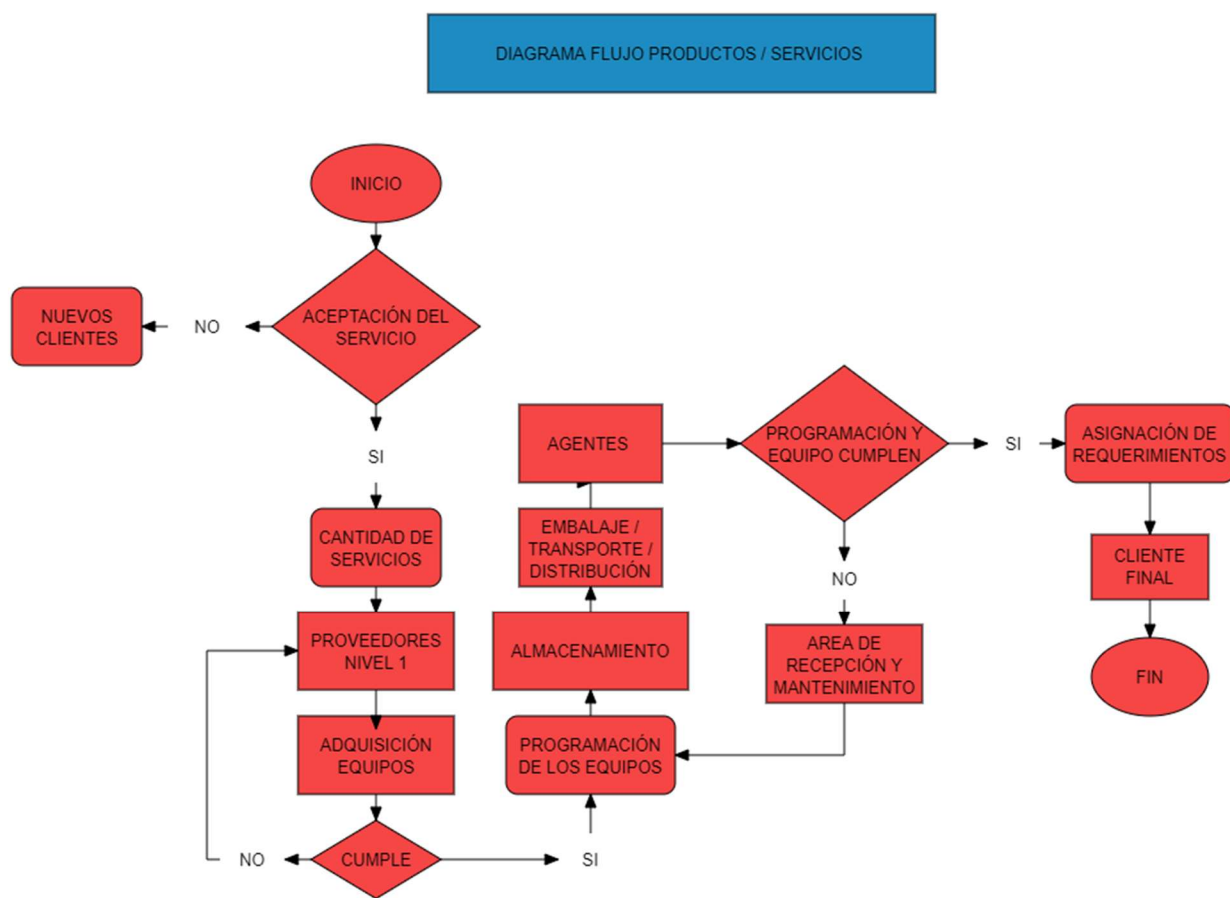 DIAGRAMA FLUJO PRODUCTOS / SERVICIOS
INICIO
ACEPTACIÓN DEL
SERVICIO
NO
NUEVOS
CLIENTES
SI
CANTIDAD DE
SERVICIOS
PROVEEDORES
NIVEL 1
ADQUISICIÓN
EQUIPOS
CUMPLE
NO
SI
PROGRAMACIÓN
DE LOS EQUIPOS
ALMACENAMIENTO
EMBALAJE /
TRANSPORTE /
DISTRIBUCIÓN
AGENTES
PROGRAMACIÓN Y
EQUIPO CUMPLEN
NO
AREA DE
RECEPCIÓN Y
MANTENIMIENTO
SI
ASIGNACIÓN DE
REQUERIMIENTOS
CLIENTE
FINAL
FIN